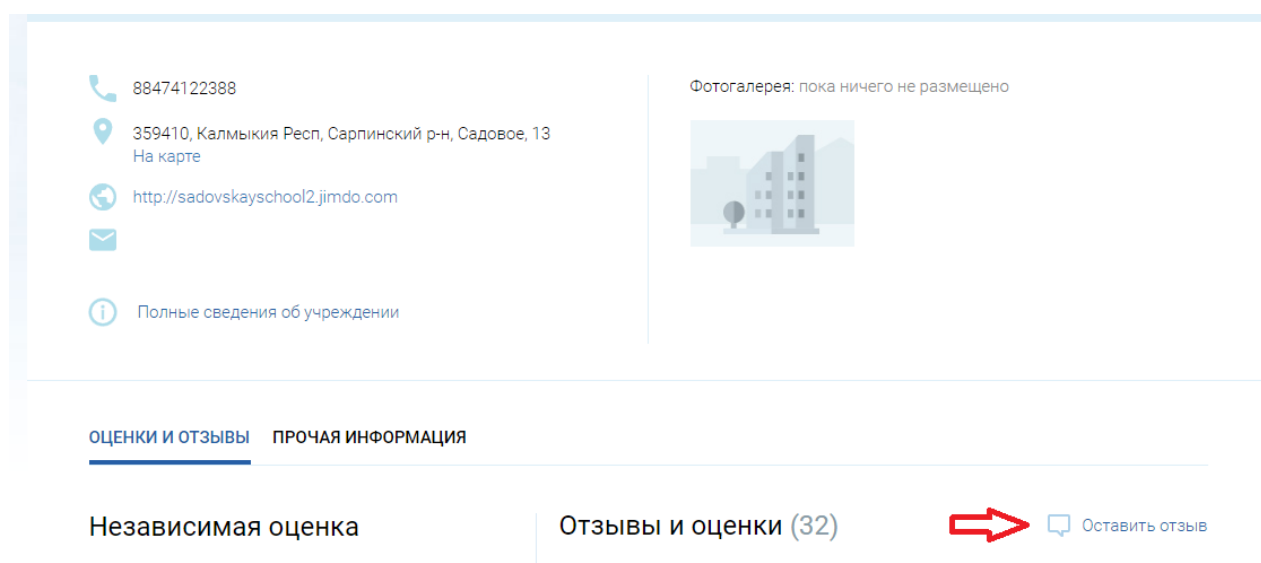 88474122388
359410, Калмыкия Респ, Сарпинский р-н, Садовое, 13
На карте
http://sadovskayschool2.jimdo.com
Полные сведения об учреждении
Фотогалерея: пока ничего не размещено
ОЦЕНКИ И ОТЗЫВЫ ПРОЧАЯ ИНФОРМАЦИЯ
Независимая оценка
Отзывы и оценки (32)
Оставить отзыв